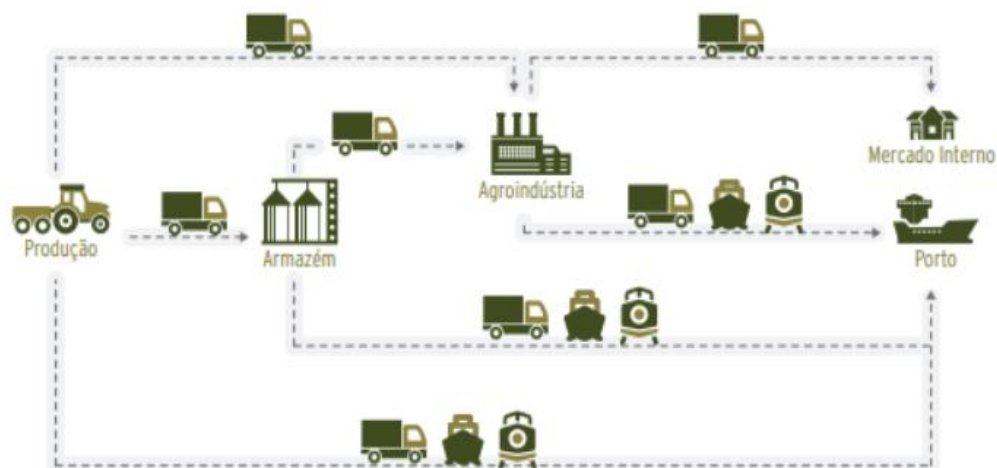 Mercado Interno
Agroindústria
Produção
Armazém
Porto